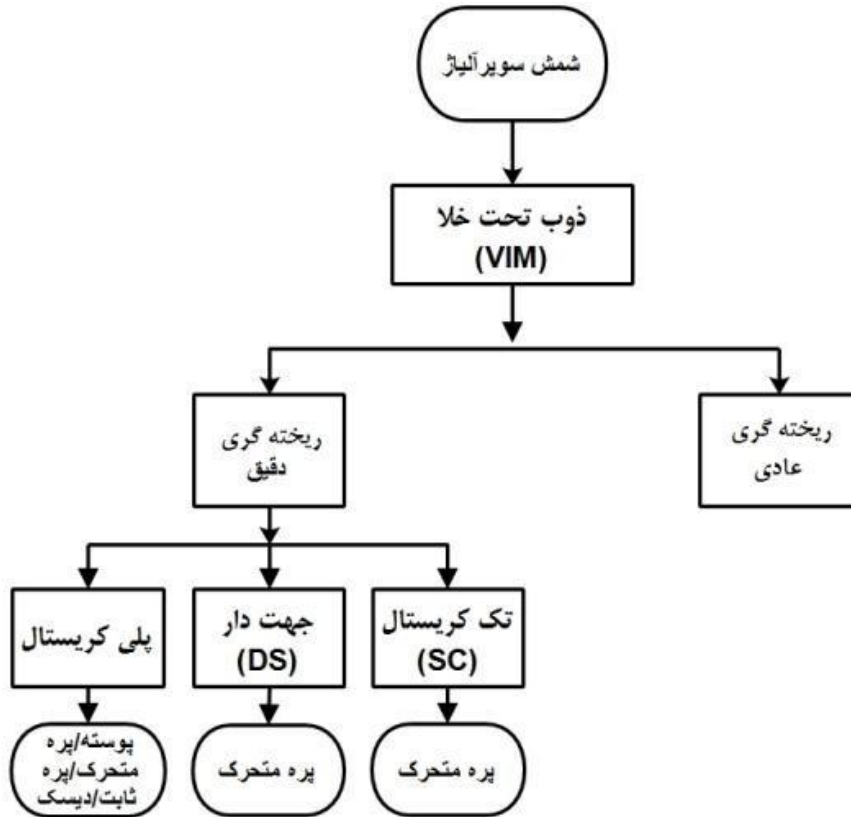 شمش سوپرآلیاژ
ذوب تحت خلا
(VIM)
ریخته گری
دقیق
ریخته گری
عادی
پلی کریستال
جهت دار
(DS)
تک کریستال
(SC)
پوسته/پره
متحرک/پره
ثابت/دیسک
پره متحرک
پره متحرک